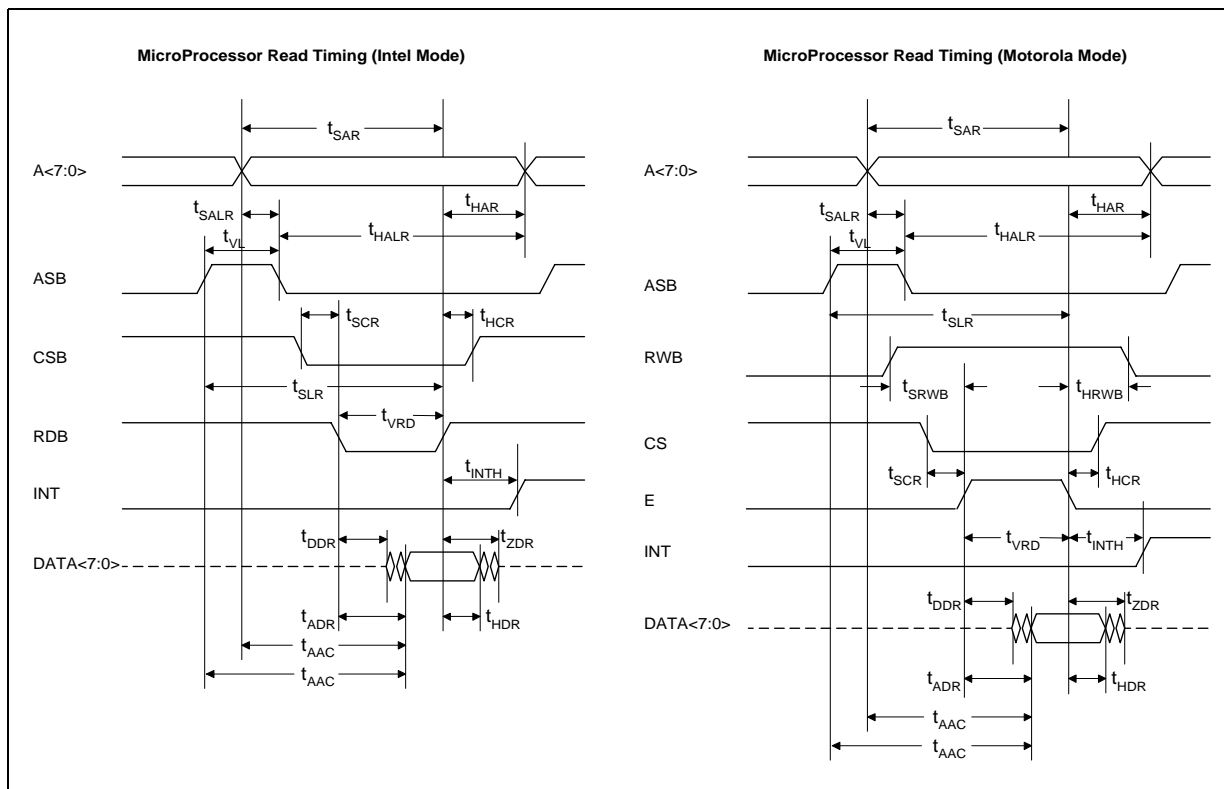 MicroProcessor Read Timing (Intel Mode)
tSAR
A<7:0>
tSALR
tHAR
tVL
tHALR
ASB
tSCR
tHCR
CSB
tSLR
tVRD
RDB
tINTH
INT
tDDR
tZDR
DATA<7:0>
tADR
tHDR
tAAC
tAAC
MicroProcessor Read Timing (Motorola Mode)
tSAR
A<7:0>
tSALR
tHAR
tVL
tHALR
ASB
tSLR
RWB
tSRWB
tHRWB
CS
tSCR
tHCR
E
tVRD
tINTH
INT
tDDR
tZDR
DATA<7:0>
tADR
tHDR
tAAC
tAAC